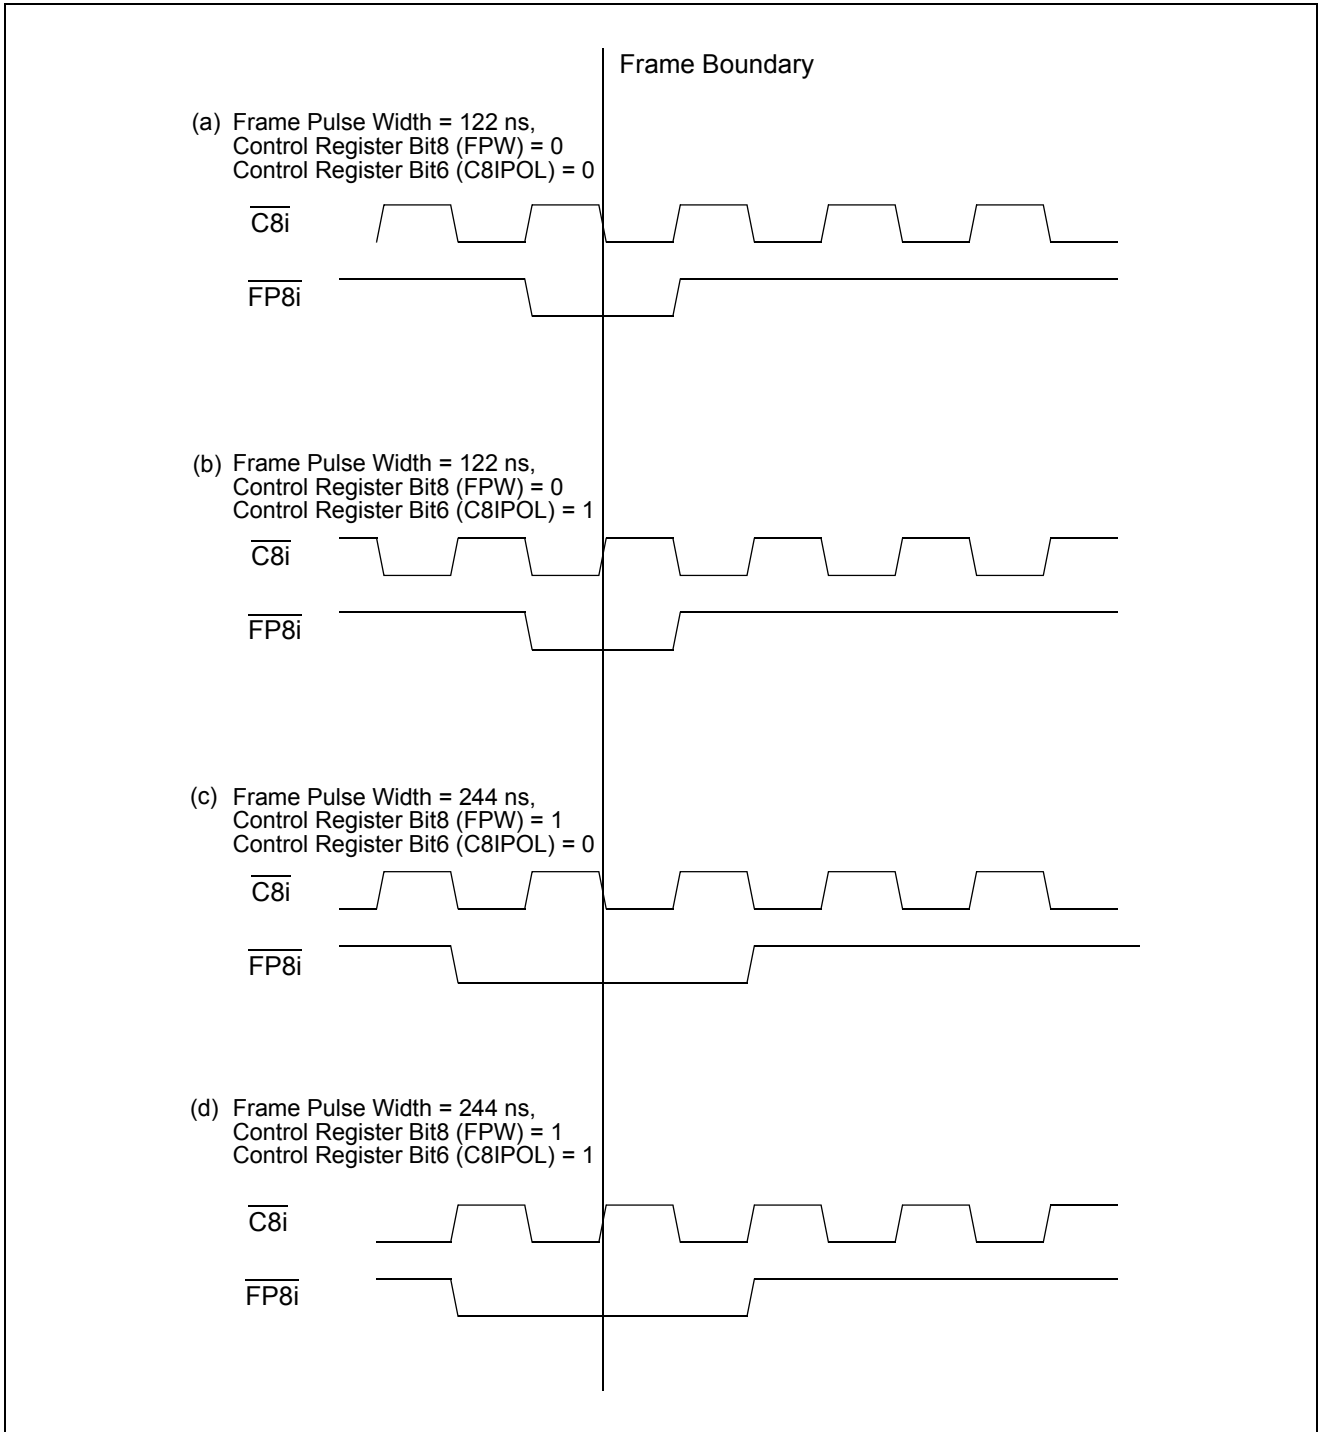 Frame Boundary
(a) Frame Pulse Width = 122 ns,
Control Register Bit8 (FPW) = 0
Control Register Bit6 (C8IPOL) = 0
C8i
FP8i
(b) Frame Pulse Width = 122 ns,
Control Register Bit8 (FPW) = 0
Control Register Bit6 (C8IPOL) = 1
C8i
FP8i
(c) Frame Pulse Width = 244 ns,
Control Register Bit8 (FPW) = 1
Control Register Bit6 (C8IPOL) = 0
C8i
FP8i
(d) Frame Pulse Width = 244 ns,
Control Register Bit8 (FPW) = 1
Control Register Bit6 (C8IPOL) = 1
C8i
FP8i